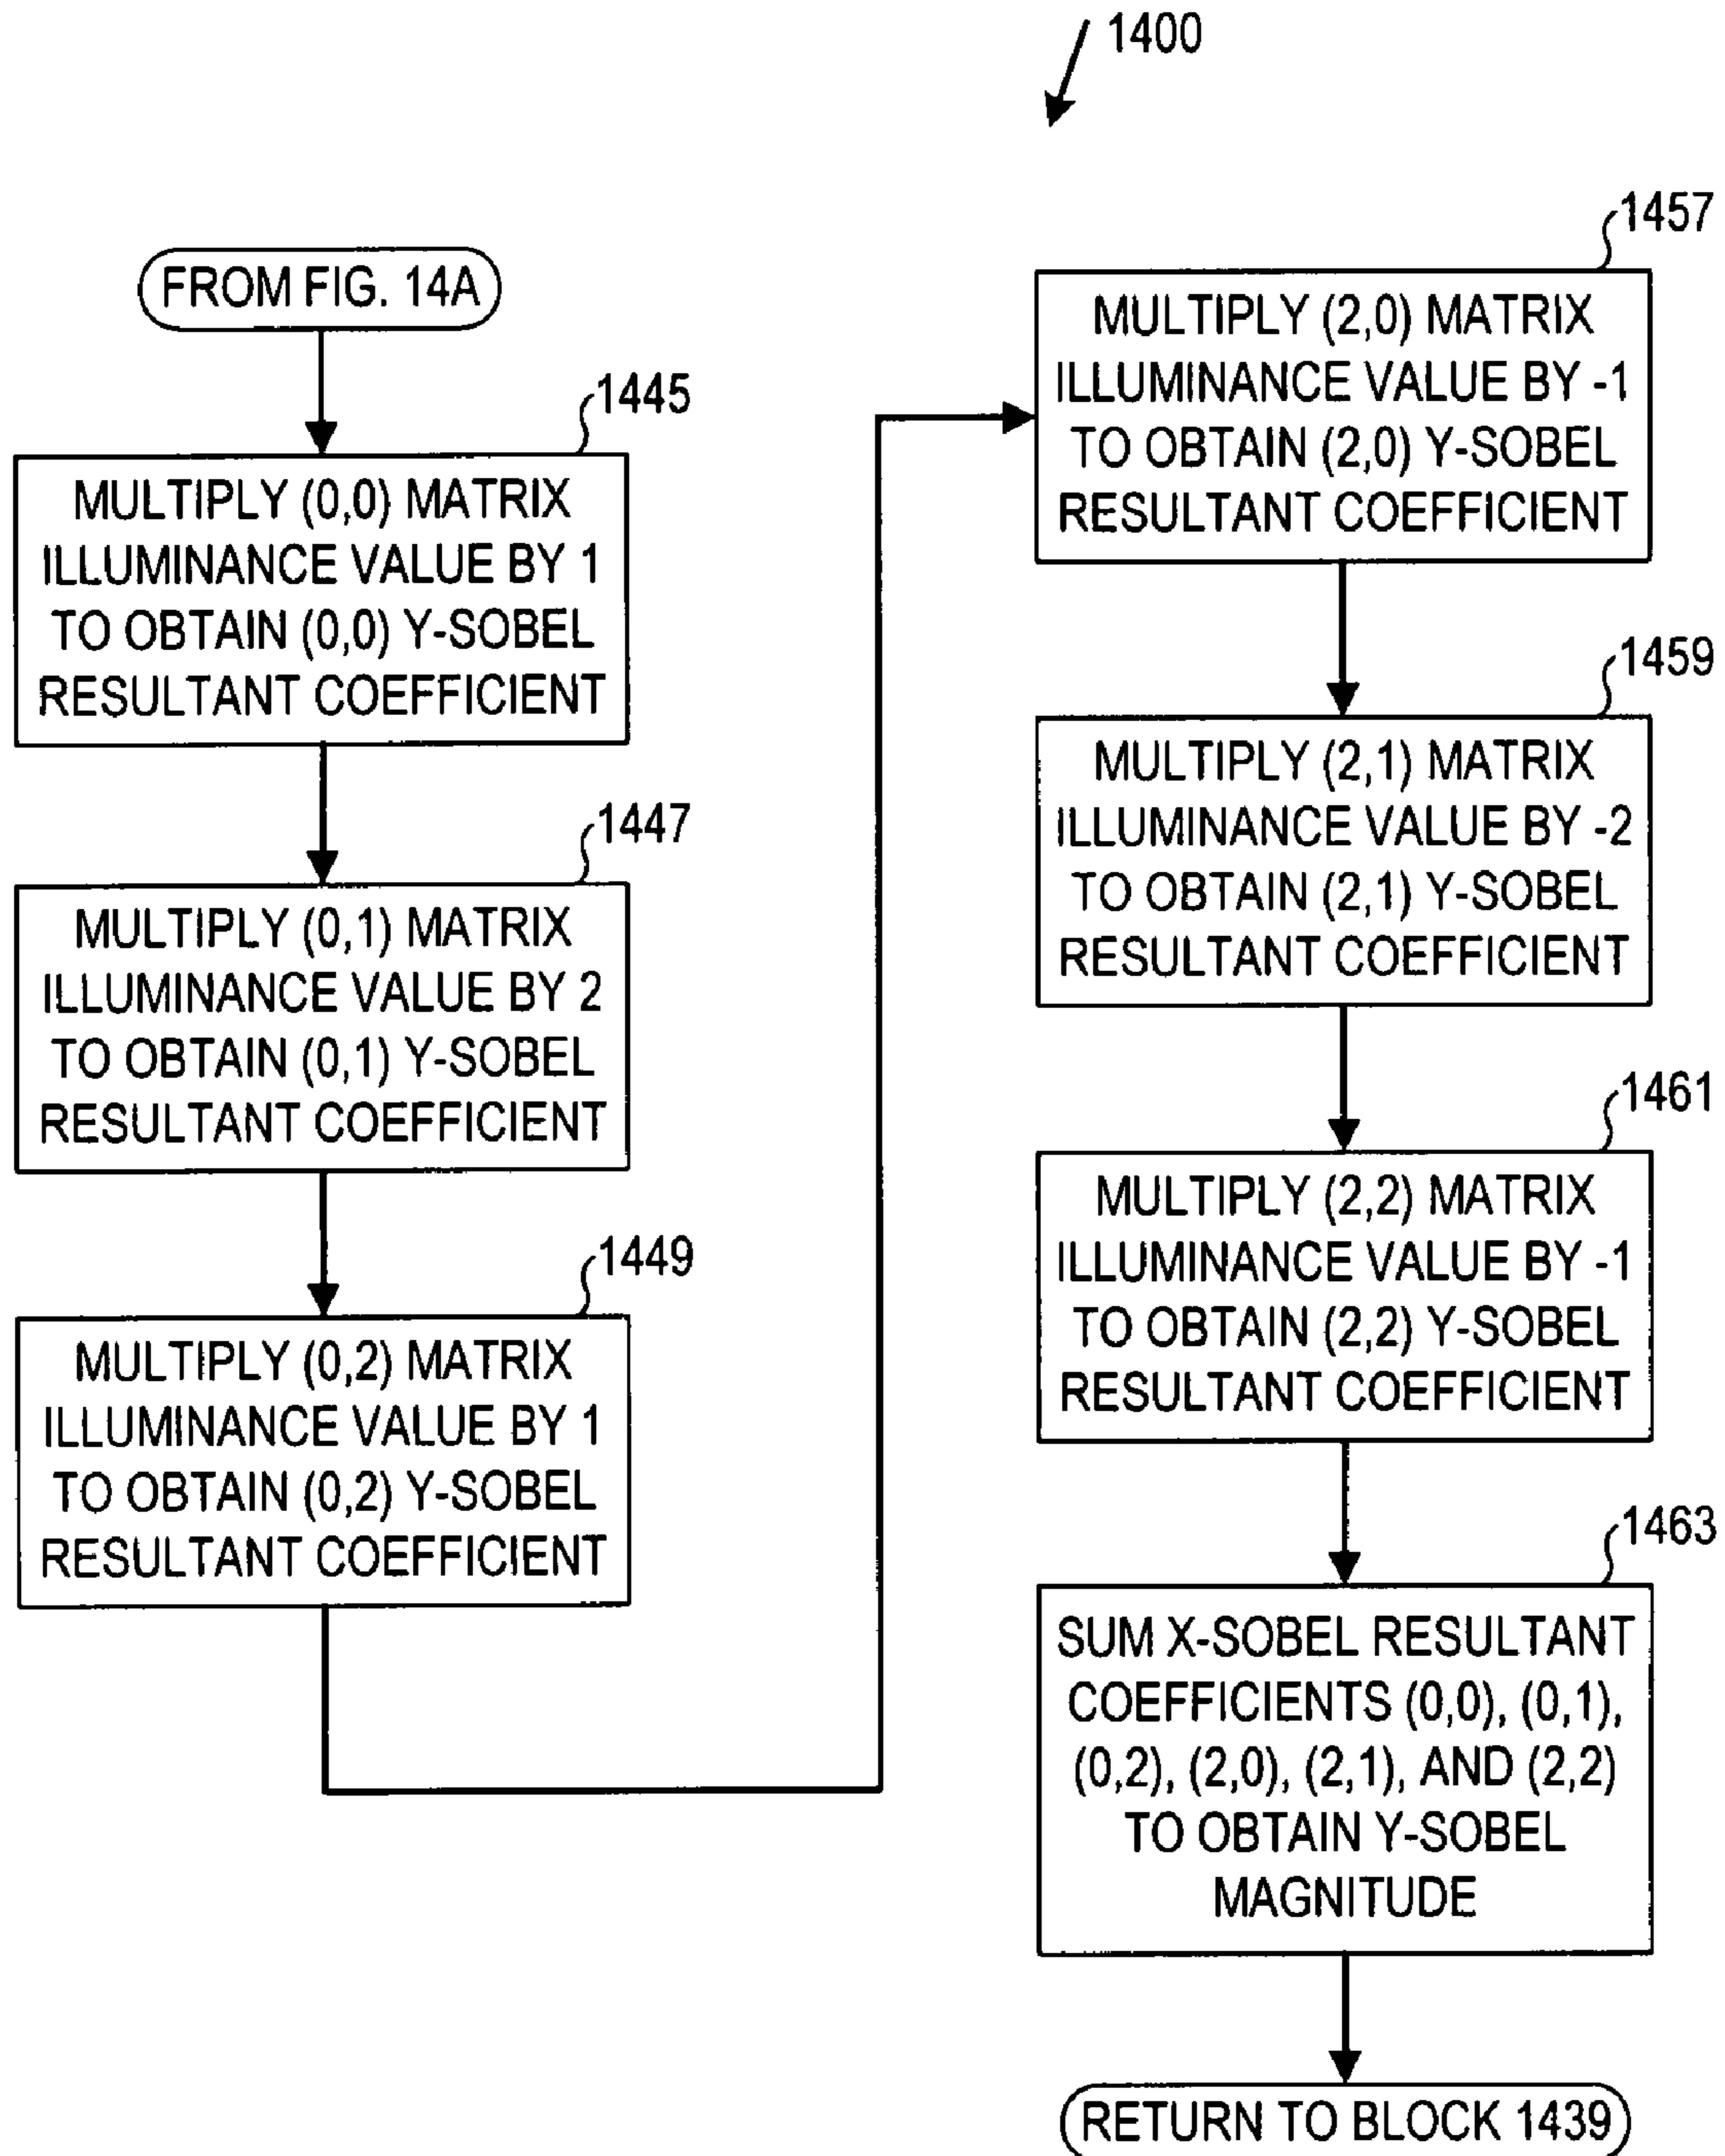 1400
FROM FIG. 14A
1445
MULTIPLY (0,0) MATRIX
ILLUMINANCE VALUE BY 1
TO OBTAIN (0,0) Y-SOBEL
RESULTANT COEFFICIENT
1447
MULTIPLY (0,1) MATRIX
ILLUMINANCE VALUE BY 2
TO OBTAIN (0,1) Y-SOBEL
RESULTANT COEFFICIENT
1449
MULTIPLY (0,2) MATRIX
ILLUMINANCE VALUE BY 1
TO OBTAIN (0,2) Y-SOBEL
RESULTANT COEFFICIENT
1457
MULTIPLY (2,0) MATRIX
ILLUMINANCE VALUE BY -1
TO OBTAIN (2,0) Y-SOBEL
RESULTANT COEFFICIENT
1459
MULTIPLY (2,1) MATRIX
ILLUMINANCE VALUE BY -2
TO OBTAIN (2,1) Y-SOBEL
RESULTANT COEFFICIENT
1461
MULTIPLY (2,2) MATRIX
ILLUMINANCE VALUE BY -1
TO OBTAIN (2,2) Y-SOBEL
RESULTANT COEFFICIENT
1463
SUM X-SOBEL RESULTANT
COEFFICIENTS (0,0), (0,1),
(0,2), (2,0), (2,1), AND (2,2)
TO OBTAIN Y-SOBEL
MAGNITUDE
RETURN TO BLOCK 1439